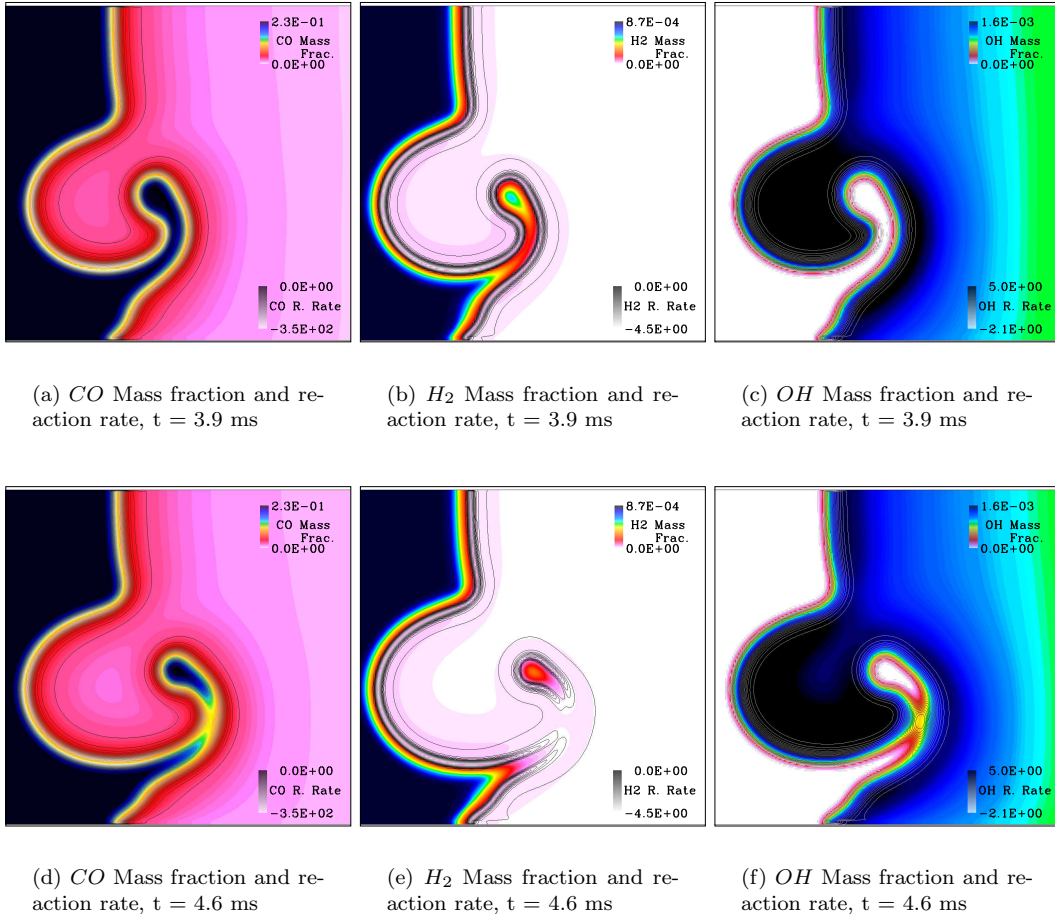 2.3E-01
CO Mass
Frac.
0.0E+00
0.0E+00
CO R. Rate
−3.5E+02
8.7E-04
H2 Mass
Frac.
0.0E+00
0.0E+00
H2 R. Rate
−4.5E+00
1.6E-03
OH Mass
Frac.
0.0E+00
5.0E+00
OH R. Rate
−2.1E+00
(a) CO Mass fraction and re-
action rate, t = 3.9 ms
(b) H2 Mass fraction and re-
action rate, t = 3.9 ms
(c) OH Mass fraction and re-
action rate, t = 3.9 ms
2.3E-01
CO Mass
Frac.
0.0E+00
0.0E+00
CO R. Rate
−3.5E+02
8.7E-04
H2 Mass
Frac.
0.0E+00
0.0E+00
H2 R. Rate
−4.5E+00
1.6E-03
OH Mass
Frac.
0.0E+00
5.0E+00
OH R. Rate
−2.1E+00
(d) CO Mass fraction and re-
action rate, t = 4.6 ms
(e) H2 Mass fraction and re-
action rate, t = 4.6 ms
(f) OH Mass fraction and re-
action rate, t = 4.6 ms